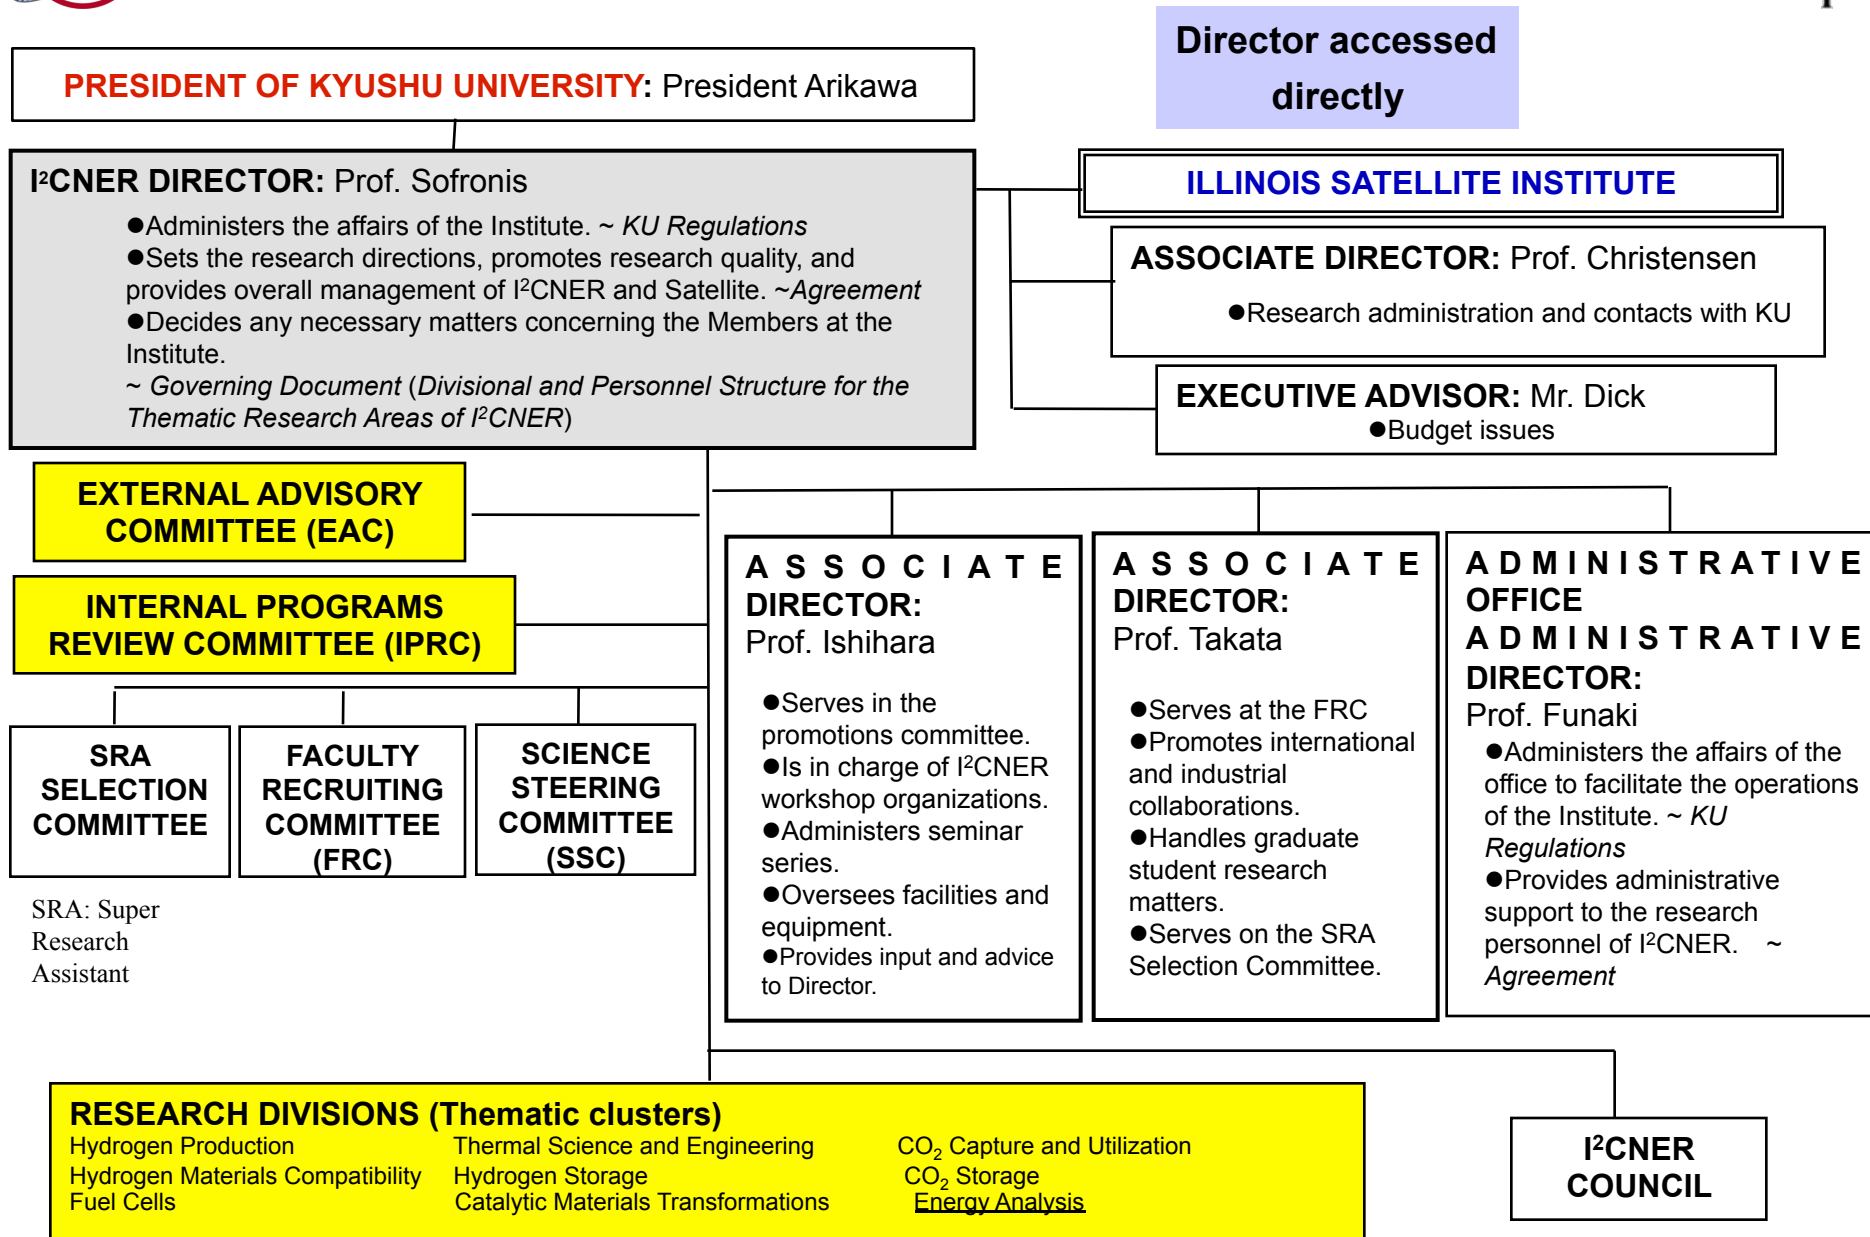 Director accessed
directly
PRESIDENT OF KYUSHU UNIVERSITY: President Arikawa
I²CNER DIRECTOR: Prof. Sofronis
●Administers the affairs of the Institute. ~ KU Regulations
●Sets the research directions, promotes research quality, and
provides overall management of I²CNER and Satellite. ~Agreement
●Decides any necessary matters concerning the Members at the
Institute.
~ Governing Document (Divisional and Personnel Structure for the
Thematic Research Areas of I²CNER)
ILLINOIS SATELLITE INSTITUTE
ASSOCIATE DIRECTOR: Prof. Christensen
●Research administration and contacts with KU
EXECUTIVE ADVISOR: Mr. Dick
●Budget issues
EXTERNAL ADVISORY
COMMITTEE (EAC)
INTERNAL PROGRAMS
REVIEW COMMITTEE (IPRC)
SRA
SELECTION
COMMITTEE
FACULTY
RECRUITING
COMMITTEE
(FRC)
SCIENCE
STEERING
COMMITTEE
(SSC)
SRA: Super
Research
Assistant
ASSOCIATE
DIRECTOR:
Prof. Ishihara
●Serves in the
promotions committee.
●Is in charge of I²CNER
workshop organizations.
●Administers seminar
series.
●Oversees facilities and
equipment.
●Provides input and advice
to Director.
ASSOCIATE
DIRECTOR:
Prof. Takata
●Serves at the FRC
●Promotes international
and industrial
collaborations.
●Handles graduate
student research
matters.
●Serves on the SRA
Selection Committee.
ADMINISTRATIVE
OFFICE
ADMINISTRATIVE
DIRECTOR:
Prof. Funaki
●Administers the affairs of the
office to facilitate the operations
of the Institute. ~ KU
Regulations
●Provides administrative
support to the research
personnel of I²CNER. ~
Agreement
RESEARCH DIVISIONS (Thematic clusters)
Hydrogen Production Thermal Science and Engineering CO₂ Capture and Utilization
Hydrogen Materials Compatibility Hydrogen Storage CO₂ Storage
Fuel Cells Catalytic Materials Transformations Energy Analysis
I²CNER
COUNCIL